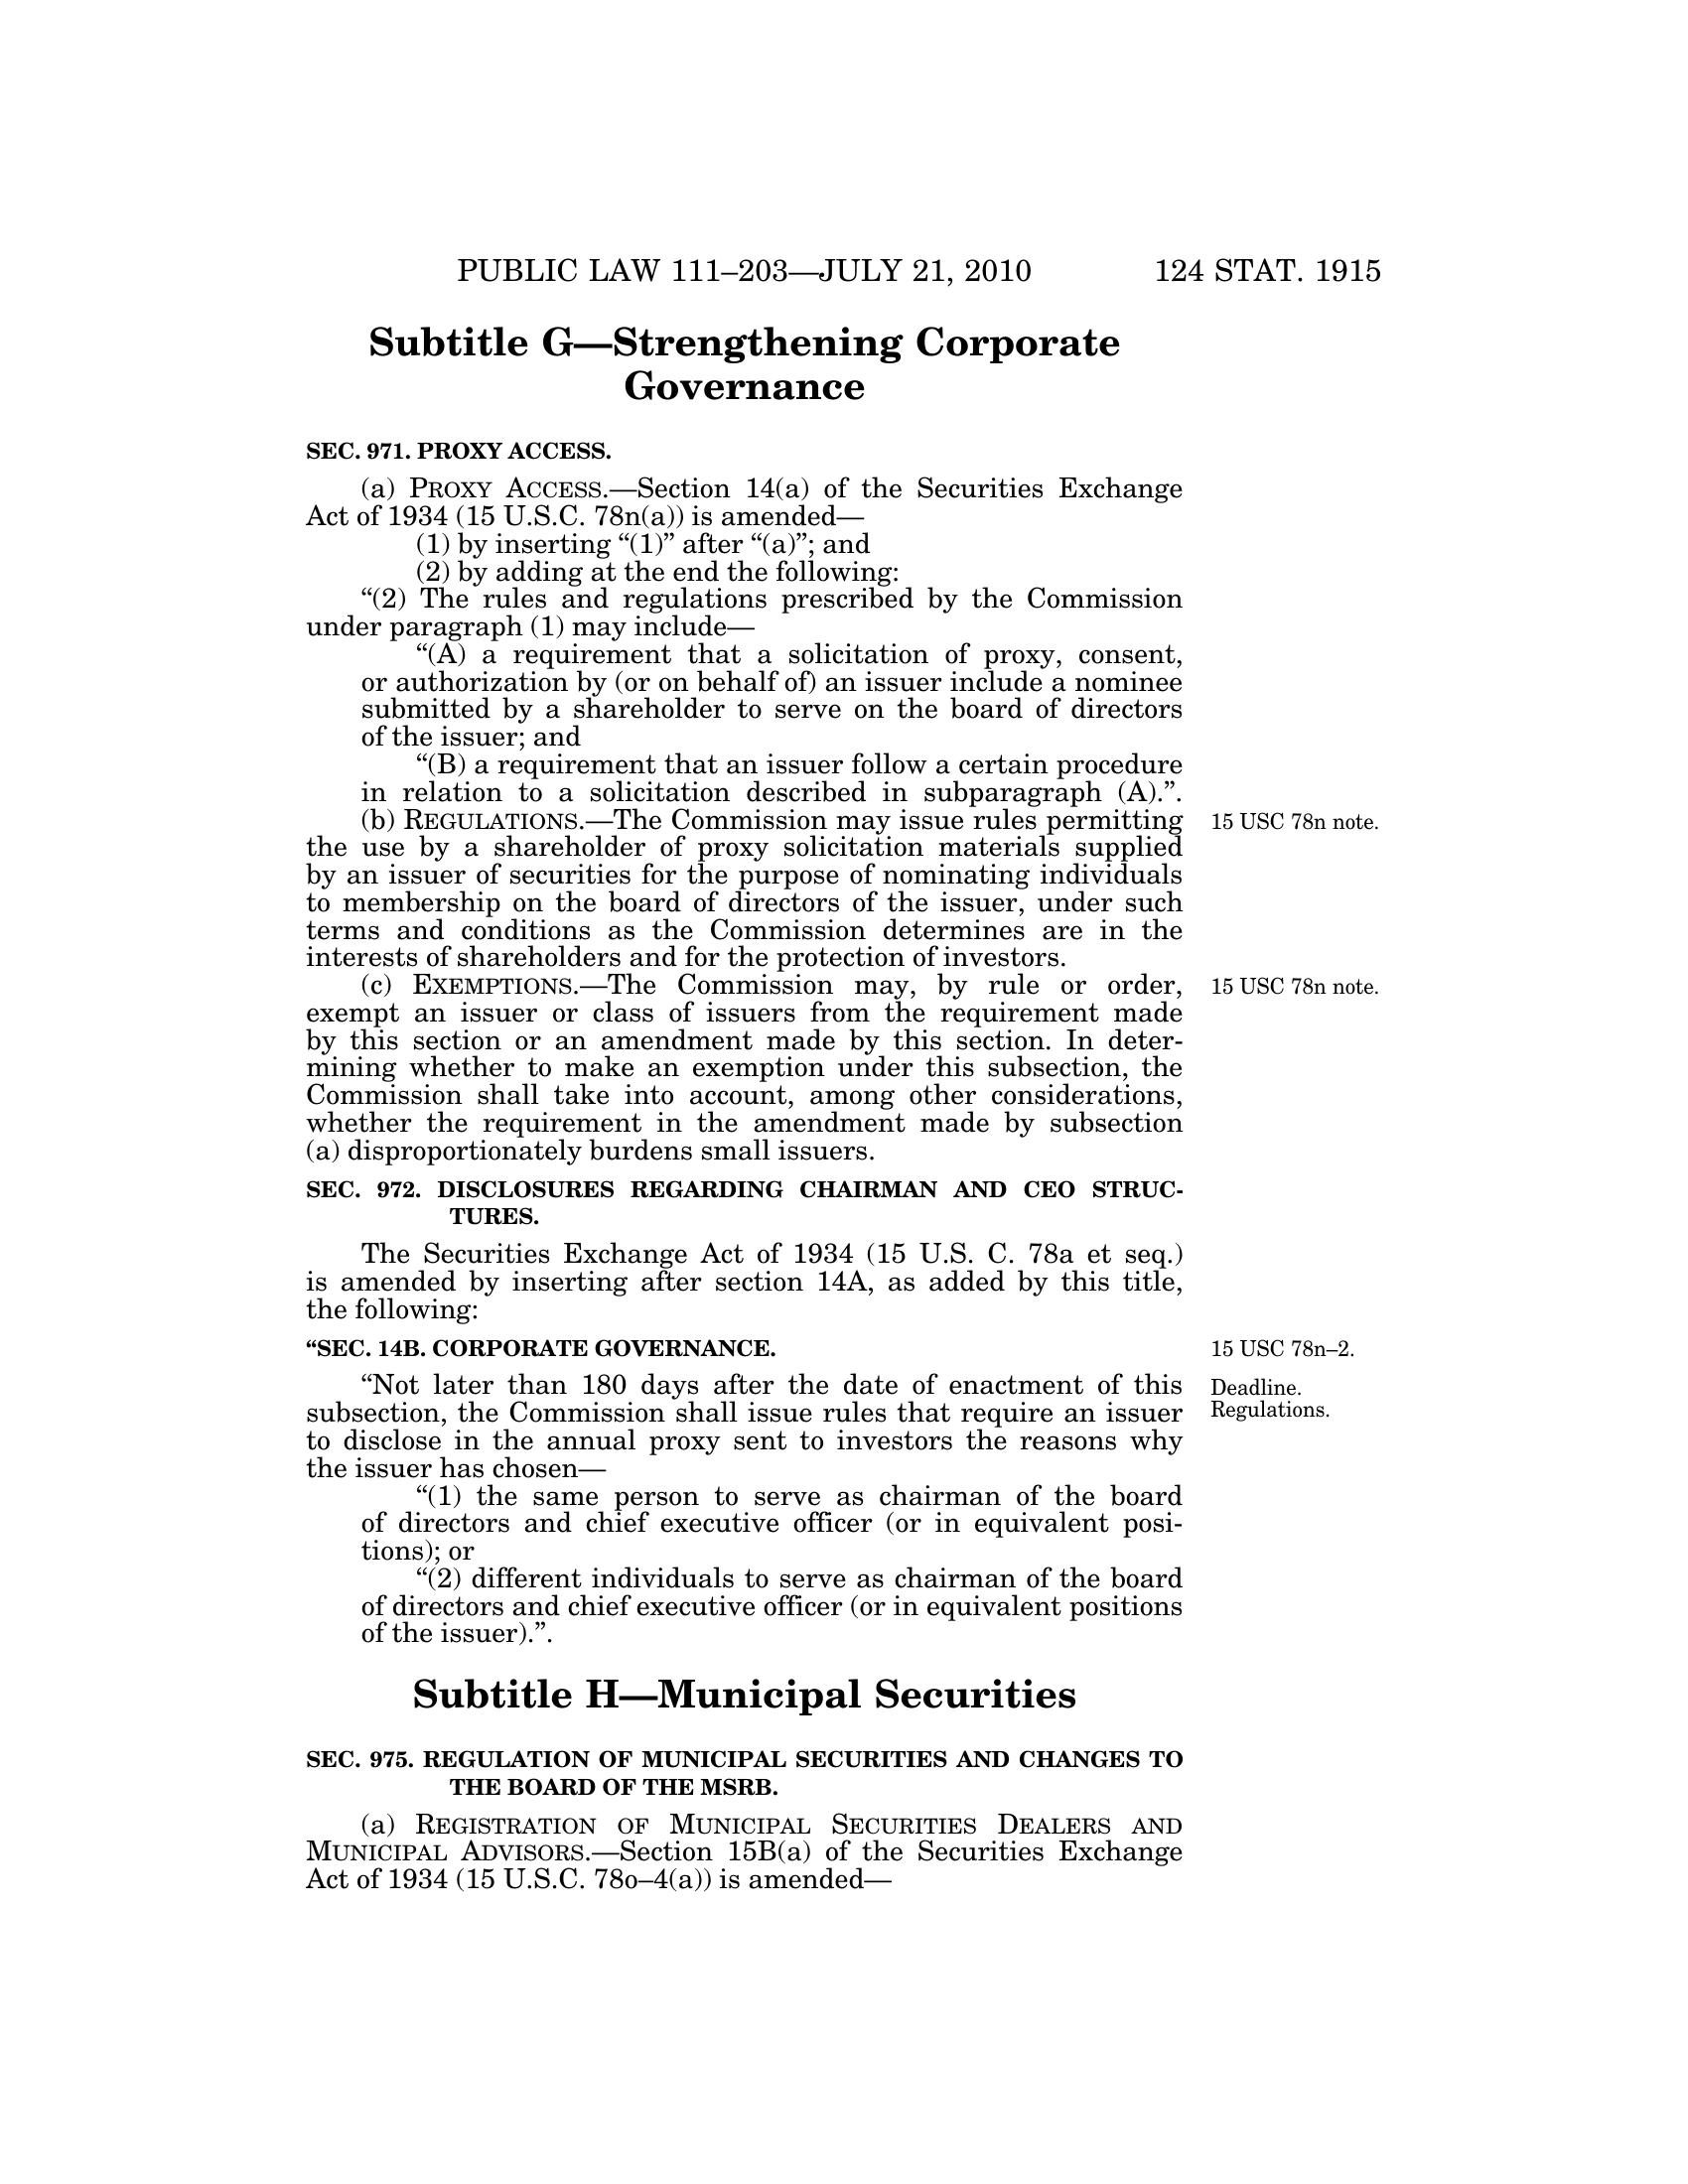 PUBLIC LAW 111–203—JULY 21, 2010 124 STAT. 1915
Subtitle G—Strengthening Corporate
Governance
SEC. 971. PROXY ACCESS.
(a) PROXY ACCESS.—Section 14(a) of the Securities Exchange
Act of 1934 (15 U.S.C. 78n(a)) is amended—
(1) by inserting “(1)” after “(a)”; and
(2) by adding at the end the following:
“(2) The rules and regulations prescribed by the Commission
under paragraph (1) may include—
“(A) a requirement that a solicitation of proxy, consent,
or authorization by (or on behalf of) an issuer include a nominee
submitted by a shareholder to serve on the board of directors
of the issuer; and
“(B) a requirement that an issuer follow a certain procedure
in relation to a solicitation described in subparagraph (A).”.
(b) REGULATIONS.—The Commission may issue rules permitting
15 USC 78n note.
the use by a shareholder of proxy solicitation materials supplied
by an issuer of securities for the purpose of nominating individuals
to membership on the board of directors of the issuer, under such
terms and conditions as the Commission determines are in the
interests of shareholders and for the protection of investors.
(c) EXEMPTIONS.—The Commission may, by rule or order,
15 USC 78n note.
exempt an issuer or class of issuers from the requirement made
by this section or an amendment made by this section. In deter-
mining whether to make an exemption under this subsection, the
Commission shall take into account, among other considerations,
whether the requirement in the amendment made by subsection
(a) disproportionately burdens small issuers.
SEC. 972. DISCLOSURES REGARDING CHAIRMAN AND CEO STRUC-
TURES.
The Securities Exchange Act of 1934 (15 U.S. C. 78a et seq.)
is amended by inserting after section 14A, as added by this title,
the following:
“SEC. 14B. CORPORATE GOVERNANCE.
15 USC 78n–2.
“Not later than 180 days after the date of enactment of this
Deadline.
Regulations.
subsection, the Commission shall issue rules that require an issuer
to disclose in the annual proxy sent to investors the reasons why
the issuer has chosen—
“(1) the same person to serve as chairman of the board
of directors and chief executive officer (or in equivalent posi-
tions); or
“(2) different individuals to serve as chairman of the board
of directors and chief executive officer (or in equivalent positions
of the issuer).”.
Subtitle H—Municipal Securities
SEC. 975. REGULATION OF MUNICIPAL SECURITIES AND CHANGES TO
THE BOARD OF THE MSRB.
(a) REGISTRATION OF MUNICIPAL SECURITIES DEALERS AND
MUNICIPAL ADVISORS.—Section 15B(a) of the Securities Exchange
Act of 1934 (15 U.S.C. 78o–4(a)) is amended—